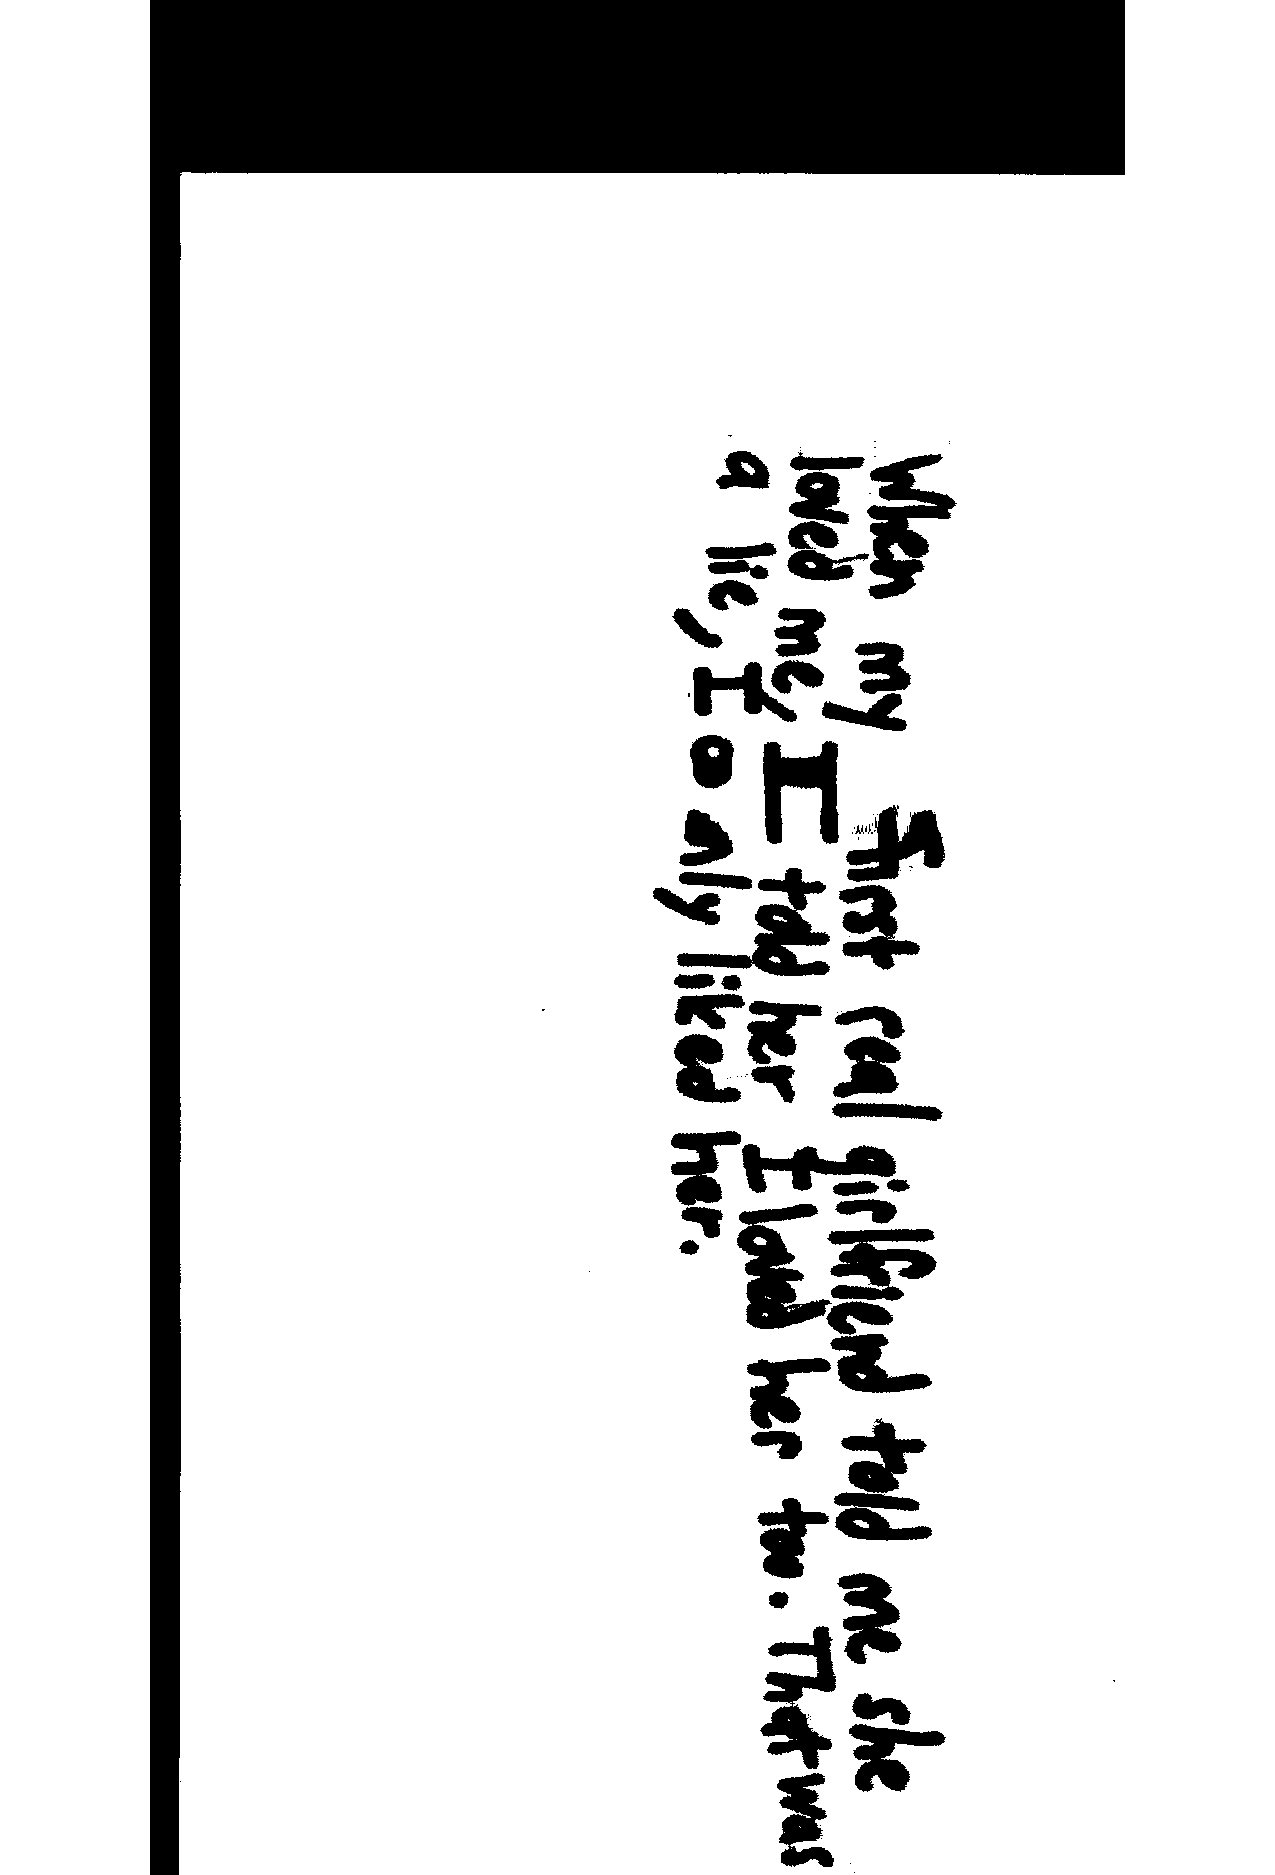 When my first real girlfriend told me she
loved me, I told her I loved her too. That was
a lie, I only liked her.